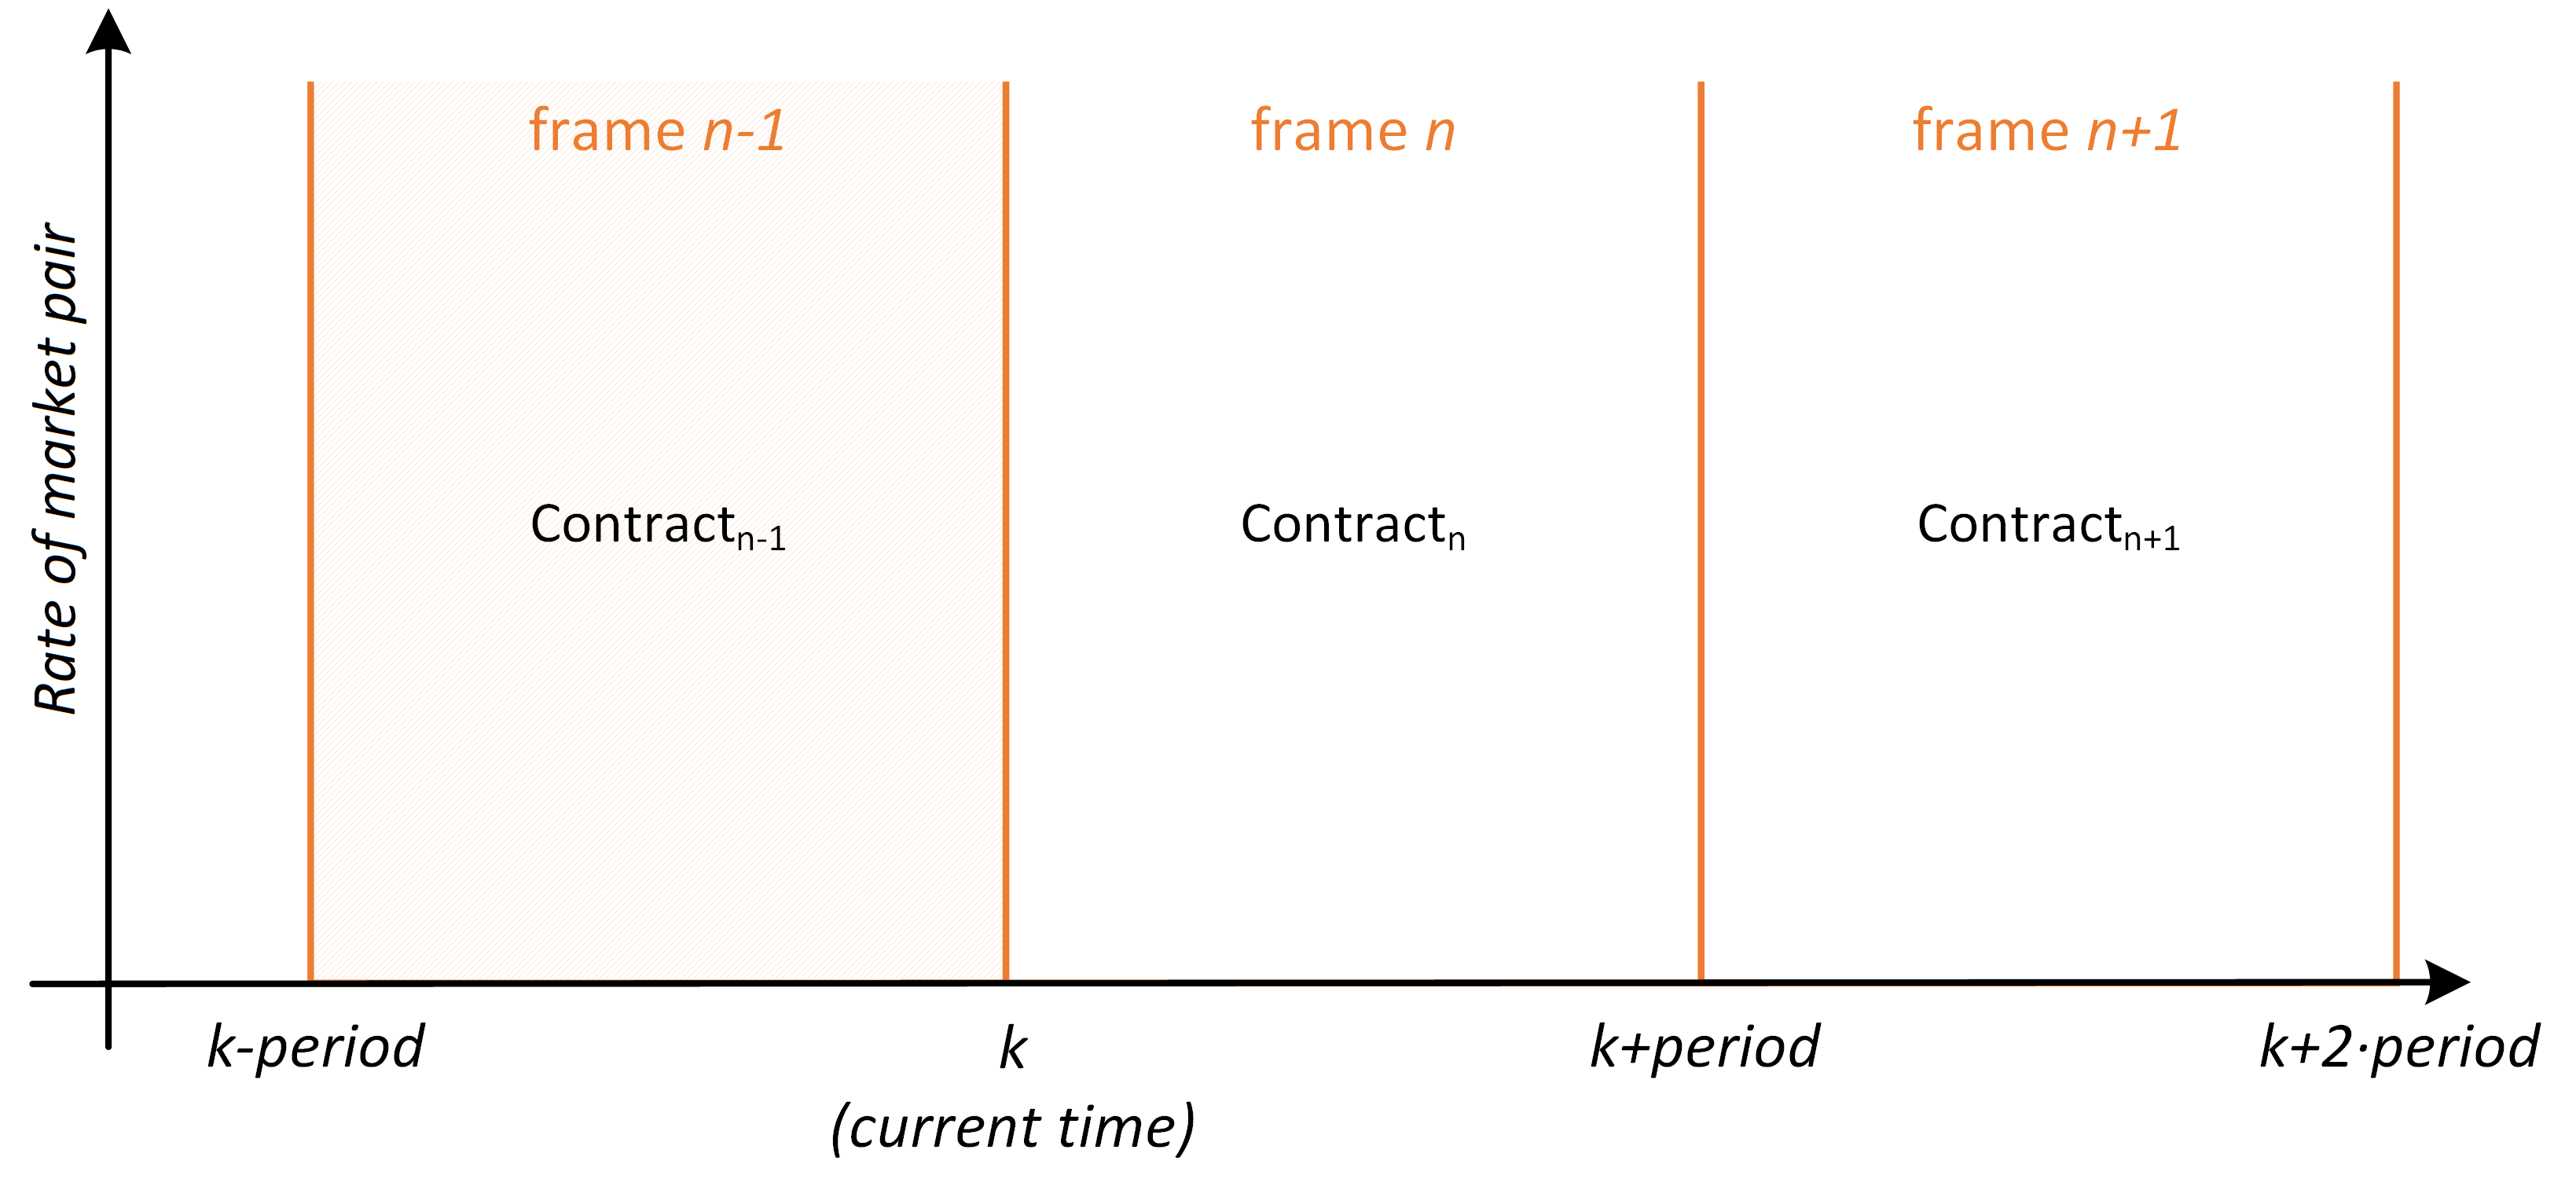 Rate of market pair
frame n-1
frame n
frame n+1
Contractn-1
Contractn
Contractn+1
k-period
k
k+period
k+2·period
(current time)